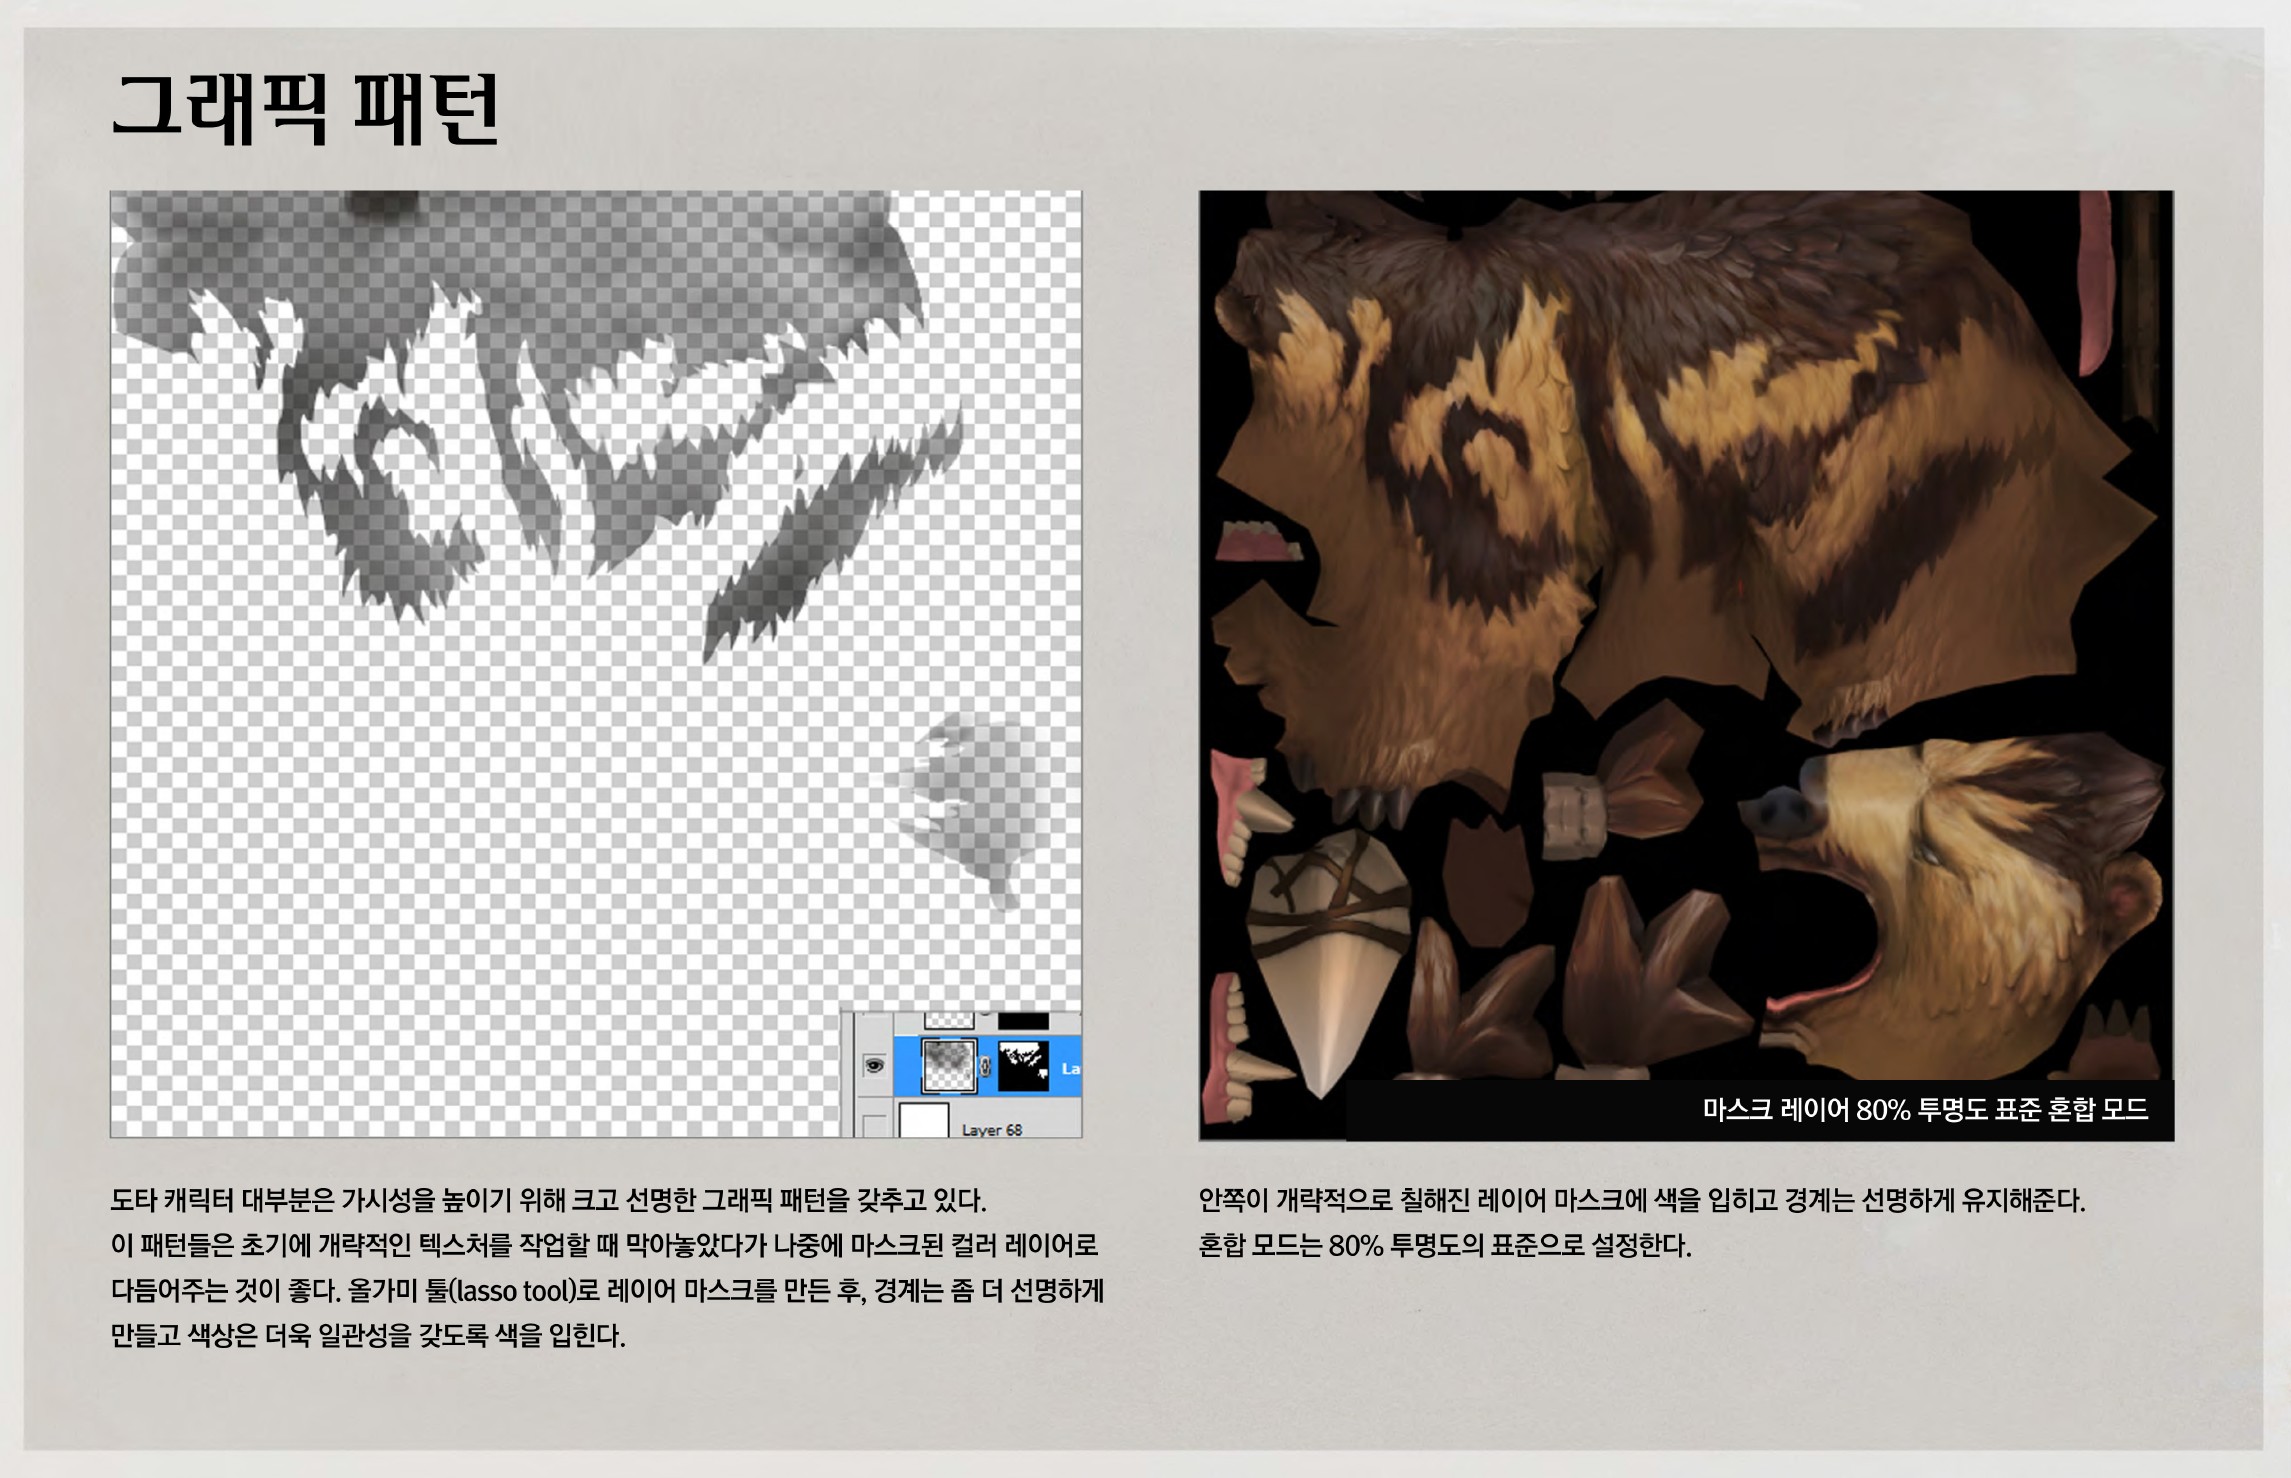 그래픽 패턴
La
Layer 68
마스크 레이어 80% 투명도 표준 혼합 모드
도타 캐릭터 대부분은 가시성을 높이기 위해 크고 선명한 그래픽 패턴을 갖추고 있다.
이 패턴들은 초기에 개략적인 텍스처를 작업할 때 막아놓았다가 나중에 마스크된 컬러 레이어로
다듬어주는 것이 좋다. 올가미 툴(lasso tool)로 레이어 마스크를 만든 후, 경계는 좀 더 선명하게
만들고 색상은 더욱 일관성을 갖도록 색을 입힌다.
안쪽이 개략적으로 칠해진 레이어 마스크에 색을 입히고 경계는 선명하게 유지해준다.
혼합 모드는 80% 투명도의 표준으로 설정한다.